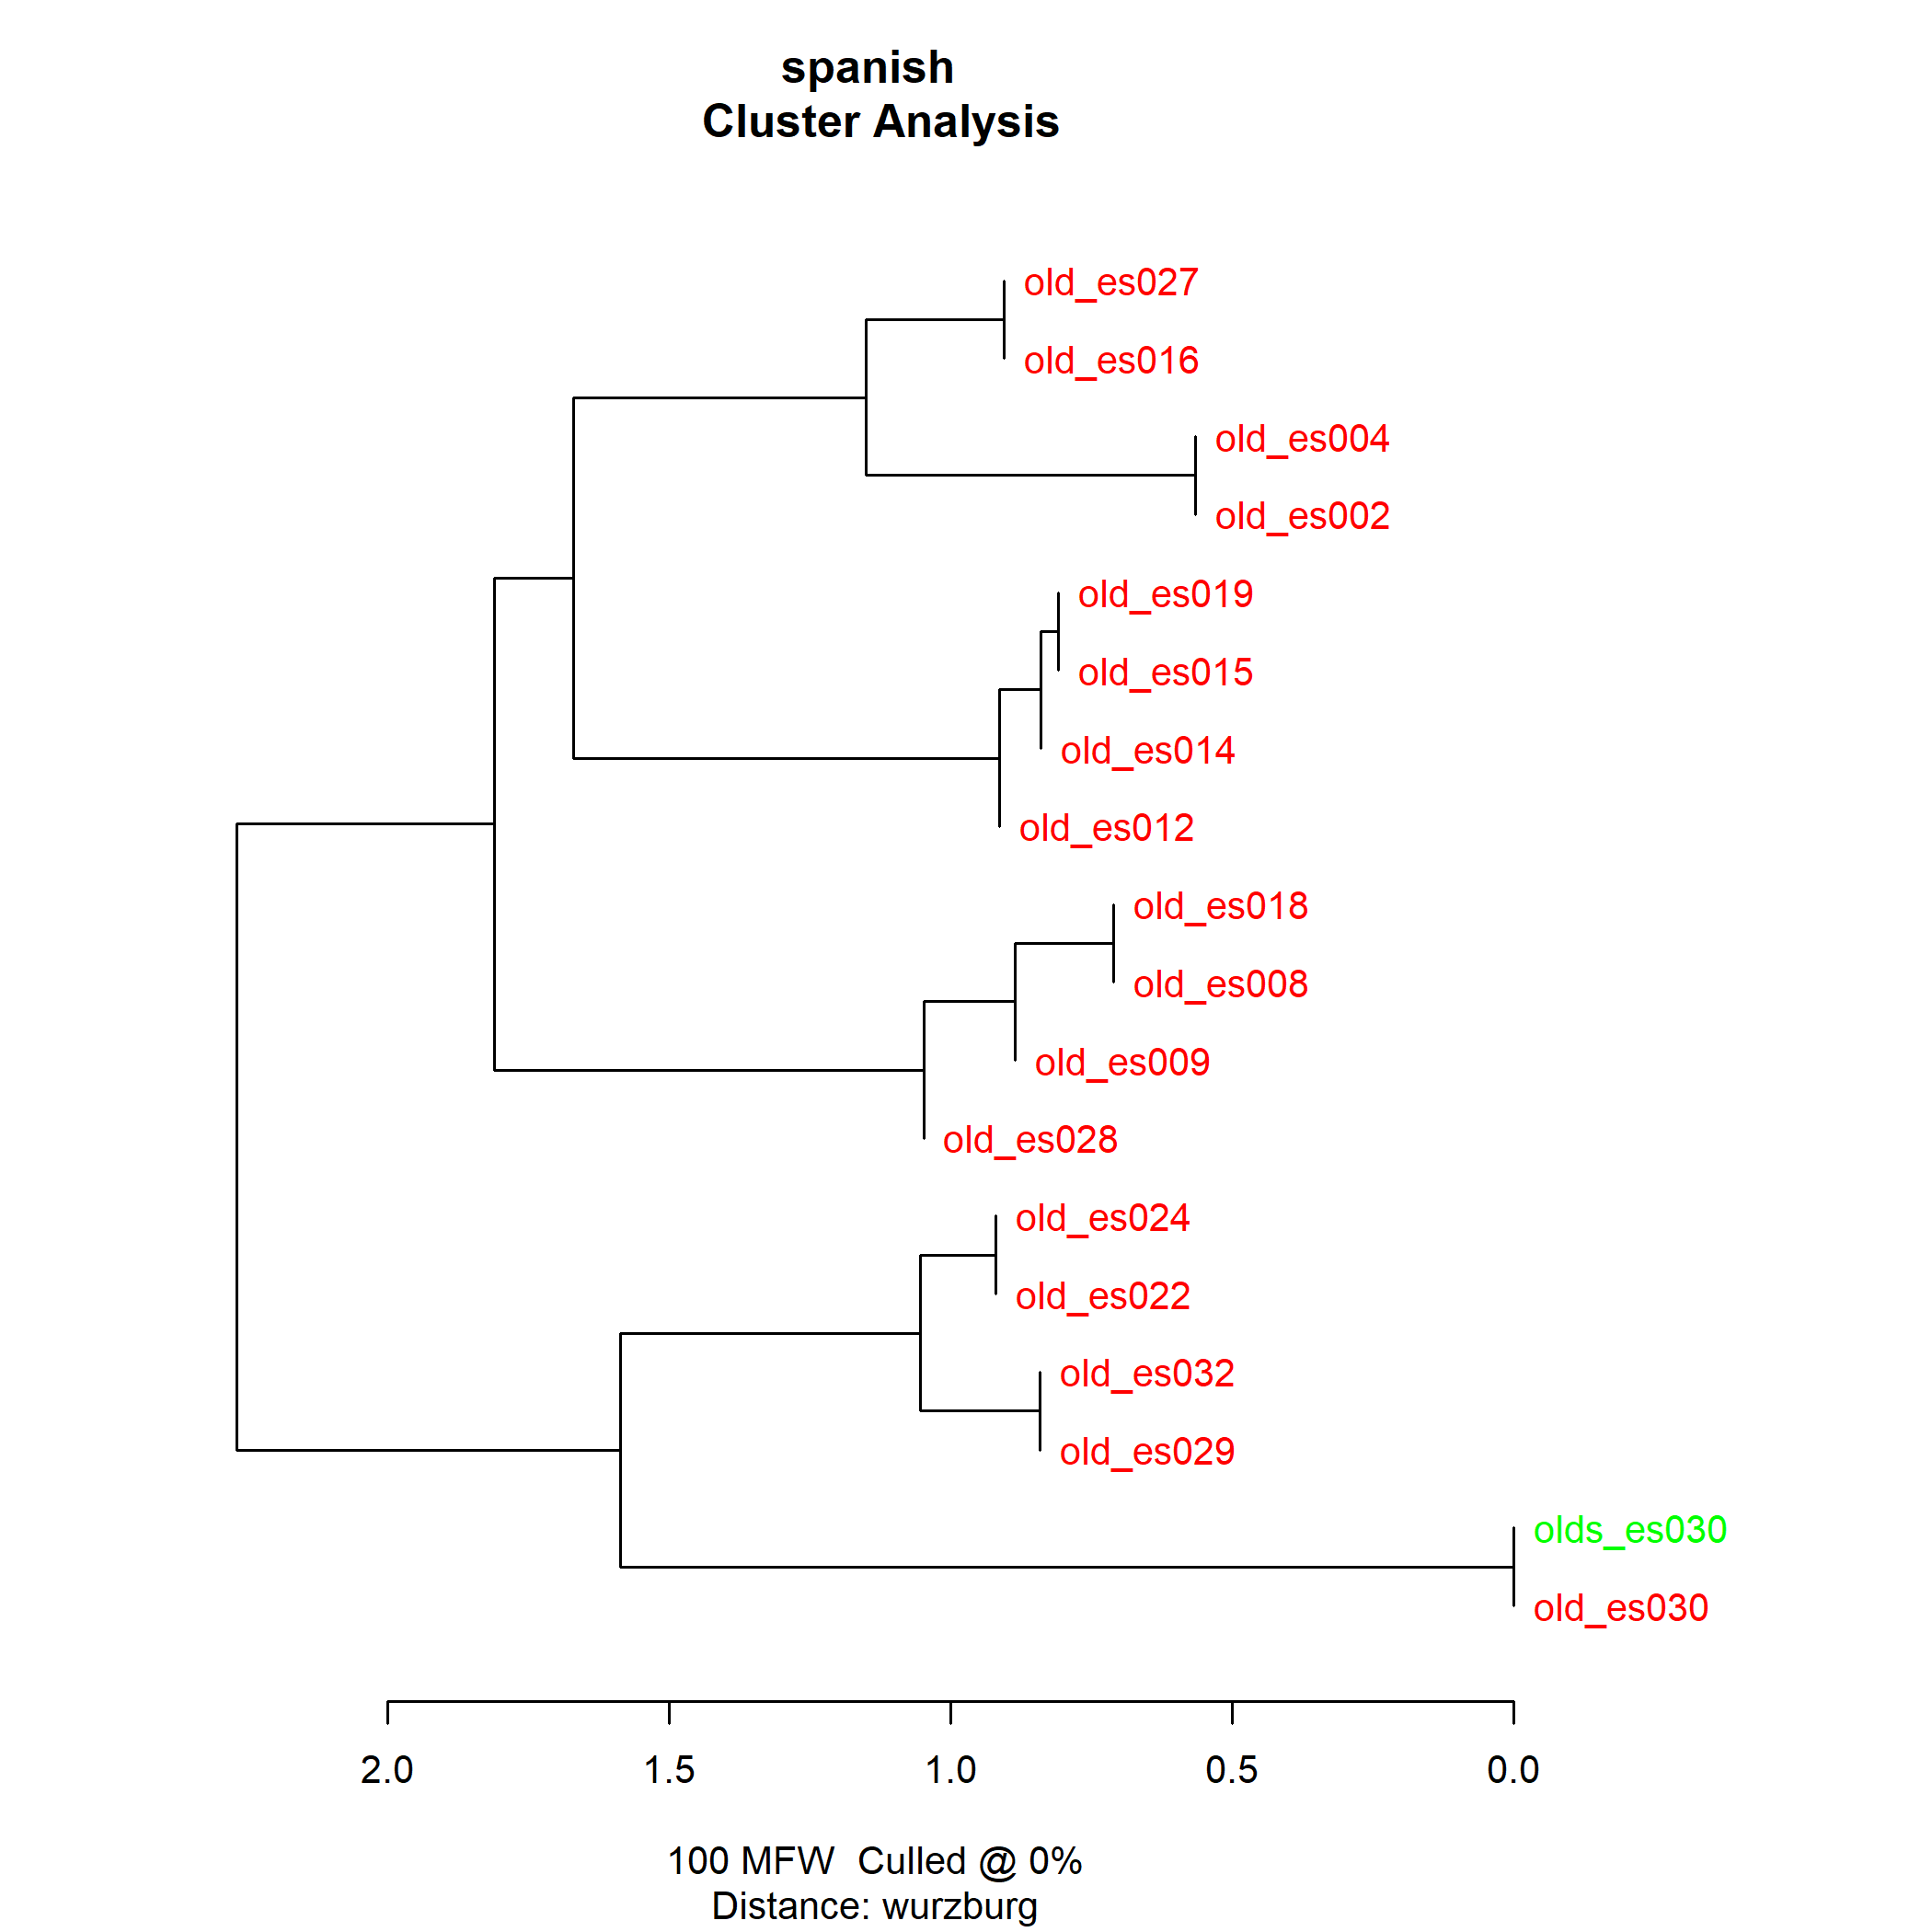 spanish
Cluster Analysis
old_es027
old_es016
old_es004
old_es002
old_es019
old_es015
old_es014
old_es012
old_es018
old_es008
old_es009
old_es028
old_es024
old_es022
old_es032
old_es029
olds_es030
old_es030
2.0 1.5 1.0 0.5 0.0
100 MFW  Culled @ 0%
Distance: wurzburg